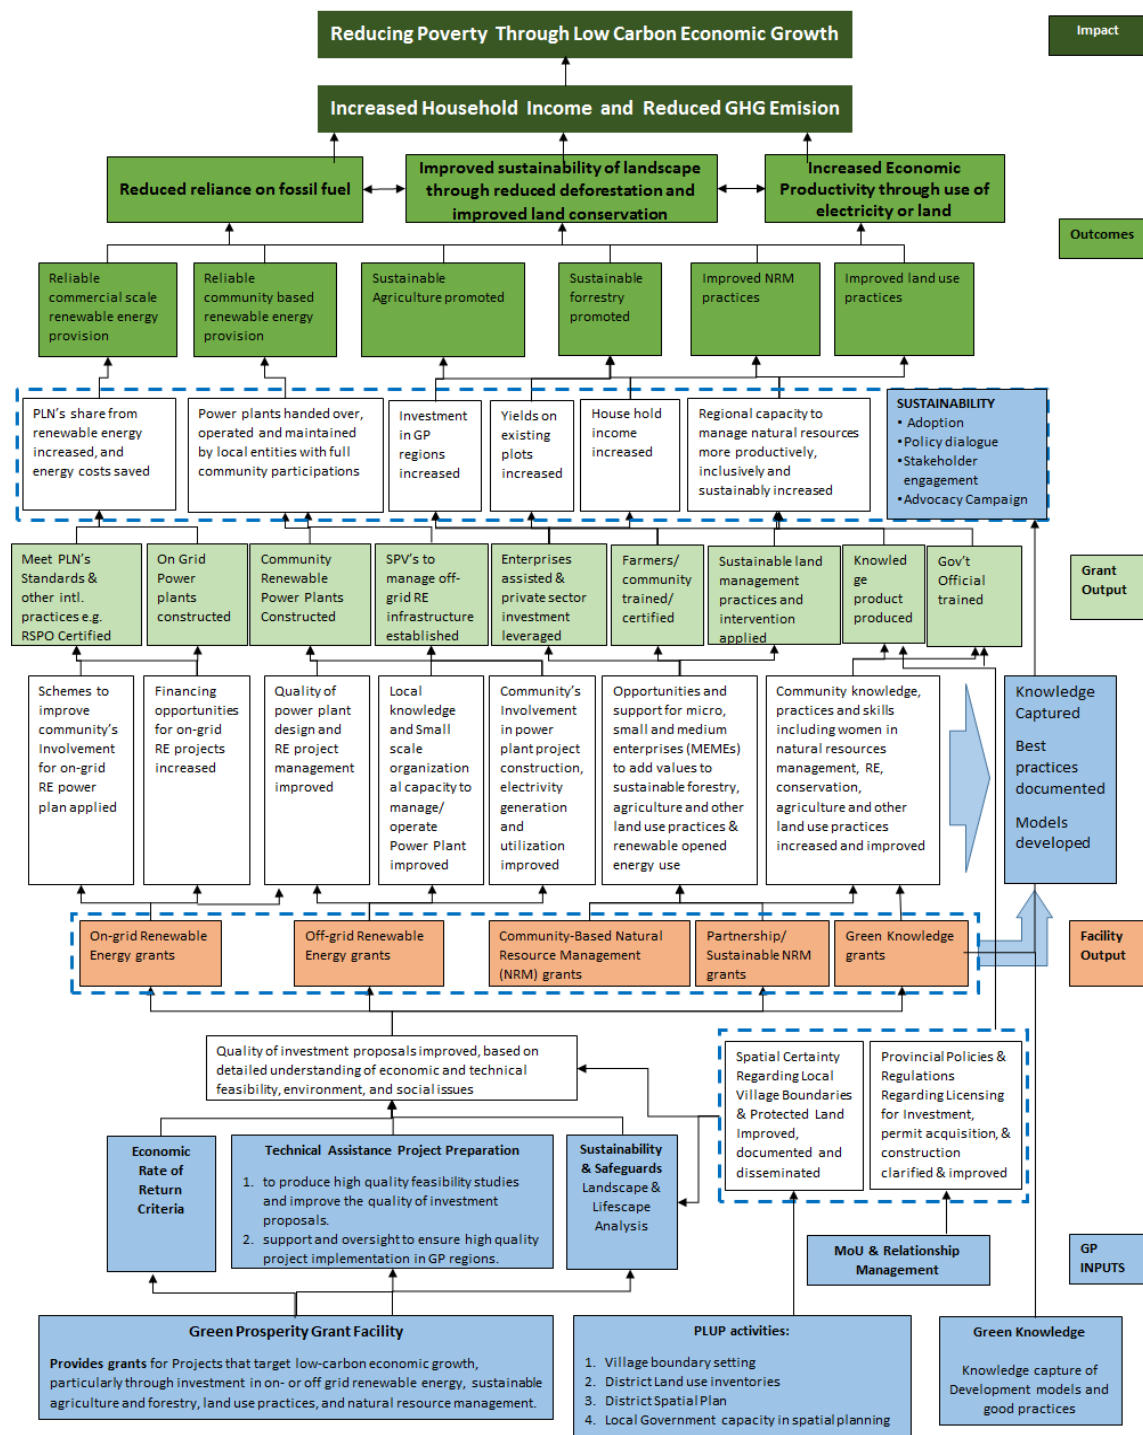 Reducing Poverty Through Low Carbon Economic Growth
Impact
Increased Household Income and Reduced GHG Emision
Reduced reliance on fossil fuel
Improved sustainability of landscape
through reduced deforestation and
improved land conservation
Increased Economic
Productivity through use of
electricity or land
Outcomes
Reliable
commercial scale
renewable energy
provision
Reliable
community based
renewable energy
provision
Sustainable
Agriculture promoted
Sustainable
forrestry
promoted
Improved NRM
practices
Improved land use
practices
PLN's share from
renewable energy
increased, and
energy costs saved
Power plants handed over,
operated and maintained
by local entities with full
community participations
Investment
in GP
regions
increased
Yields on
existing
plots
increased
House hold
income
increased
Regional capacity to
manage natural resources
more productively,
inclusively and
sustainably increased
SUSTAINABILITY
• Adoption
• Policy dialogue
• Stakeholder
engagement
• Advocacy Campaign
Meet PLN's
Standards &
other intl.
practices e.g.
RSPO Certified
On Grid
Power
plants
constructed
Community
Renewable
Power Plants
Constructed
SPV's to
manage off-
grid RE
infrastructure
established
Enterprises
assisted &
private sector
investment
leveraged
Farmers/
community
trained/
certified
Sustainable land
management
practices and
intervention
applied
Knowled
ge
product
produced
Gov't
Official
trained
Grant
Output
Schemes to
improve
community's
Involvement
for on-grid
RE power
plan applied
Financing
opportunities
for on-grid
RE projects
increased
Quality of
power plant
design and
RE project
management
improved
Local
knowledge
and Small
scale
organization
al capacity to
manage/
operate
Power Plant
improved
Community's
Involvement
in power
plant project
construction,
electrivity
generation
and
utilization
improved
Opportunities and
support for micro,
small and medium
enterprises (MEMEs)
to add values to
sustainable forestry,
agriculture and other
land use practices &
renewable opened
energy use
Community knowledge,
practices and skills
including women in
natural resources
management, RE,
conservation,
agriculture and other
land use practices
increased and improved
Knowledge
Captured
Best
practices
documented
Models
developed
On-grid Renewable
Energy grants
Off-grid Renewable
Energy grants
Community-Based Natural
Resource Management
(NRM) grants
Partnership/
Sustainable NRM
grants
Green Knowledge
grants
Facility
Output
Quality of investment proposals improved, based on
detailed understanding of economic and technical
feasibility, environment, and social issues
Spatial Certainty
Regarding Local
Village Boundaries
& Protected Land
Improved,
documented and
disseminated
Provincial Policies &
Regulations
Regarding Licensing
for Investment,
permit acquisition, &
construction
clarified & improved
Economic
Rate of
Return
Criteria
Technical Assistance Project Preparation
1. to produce high quality feasibility studies
and improve the quality of investment
proposals.
2. support and oversight to ensure high quality
project implementation in GP regions.
Sustainability
& Safeguards
Landscape &
Lifescape
Analysis
MoU & Relationship
Management
GP
INPUTS
Green Prosperity Grant Facility
Provides grants for Projects that target low-carbon economic growth,
particularly through investment in on- or off grid renewable energy, sustainable
agriculture and forestry, land use practices, and natural resource management.
PLUP activities:
1. Village boundary setting
2. District Land use inventories
3. District Spatial Plan
4. Local Government capacity in spatial planning
Green Knowledge
Knowledge capture of
Development models and
good practices